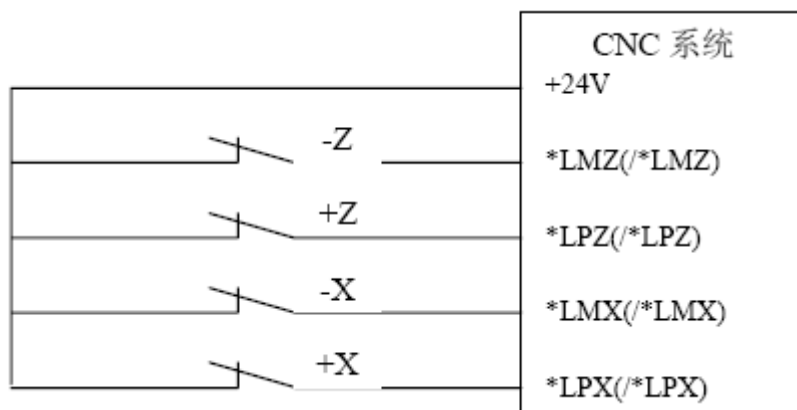 CNC 系统
+24V
-Z
*LMZ(/*LMZ)
+Z
*LPZ(/*LPZ)
-X
*LMX(/*LMX)
+X
*LPX(/*LPX)